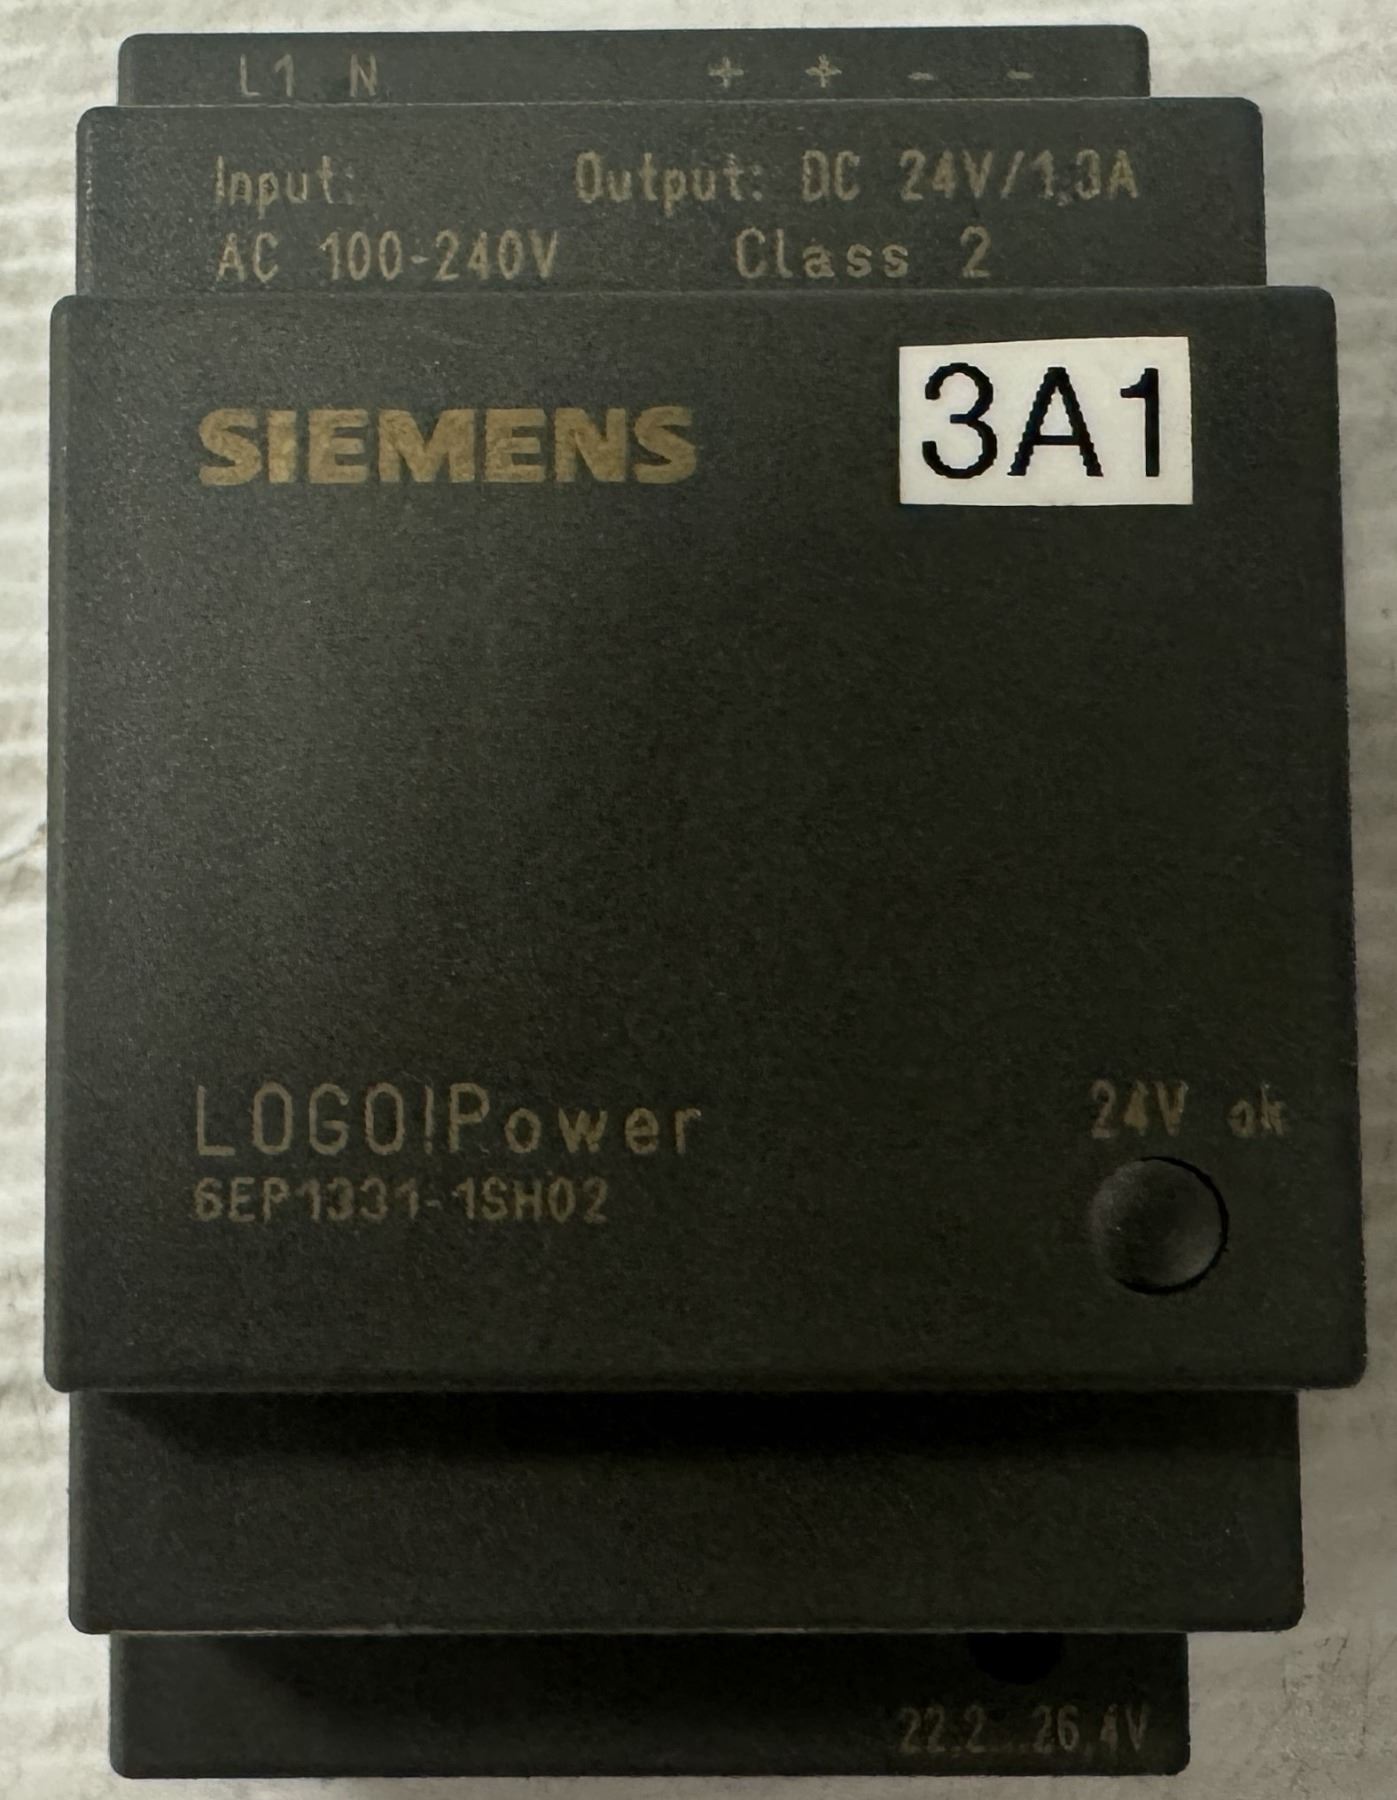 L1 N + + - -
Input: Output: DC 24V/1,3A
AC 100-240V Class 2
SIEMENS
3A1
LOGO!Power
6EP1331-1SH02
24V ok
22,2...26,4V